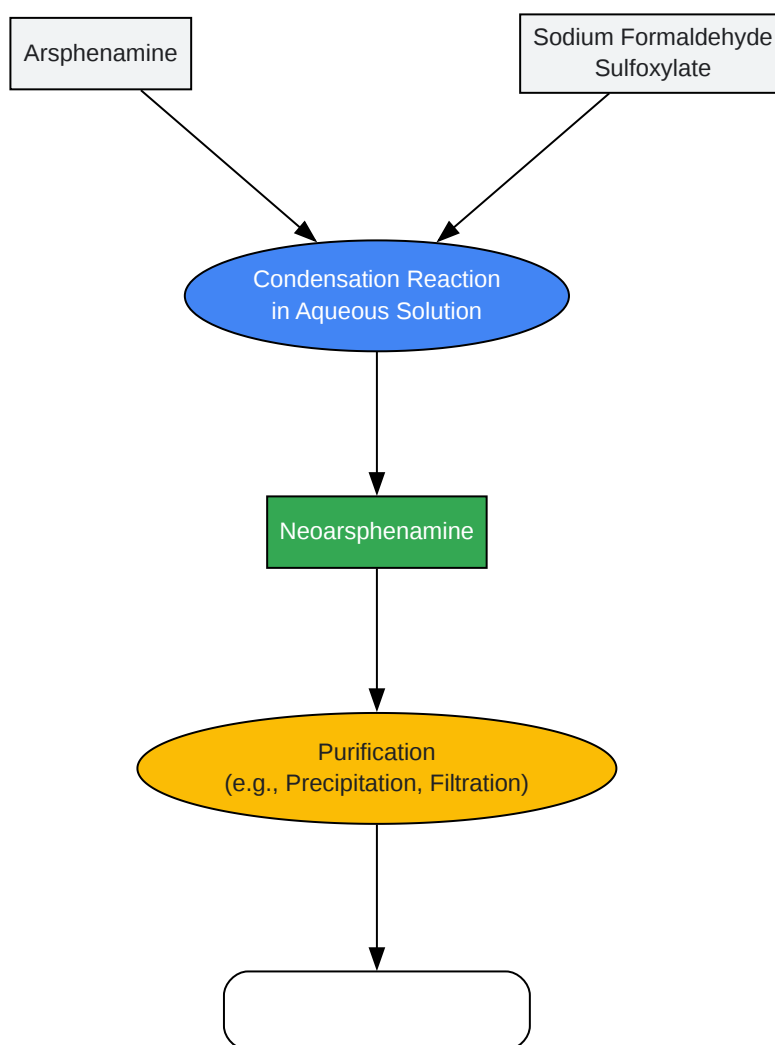 Arsphenamine
Sodium Formaldehyde
Sulfoxylate
Condensation Reaction
in Aqueous Solution
Neoarsphenamine
Purification
(e.g., Precipitation, Filtration)